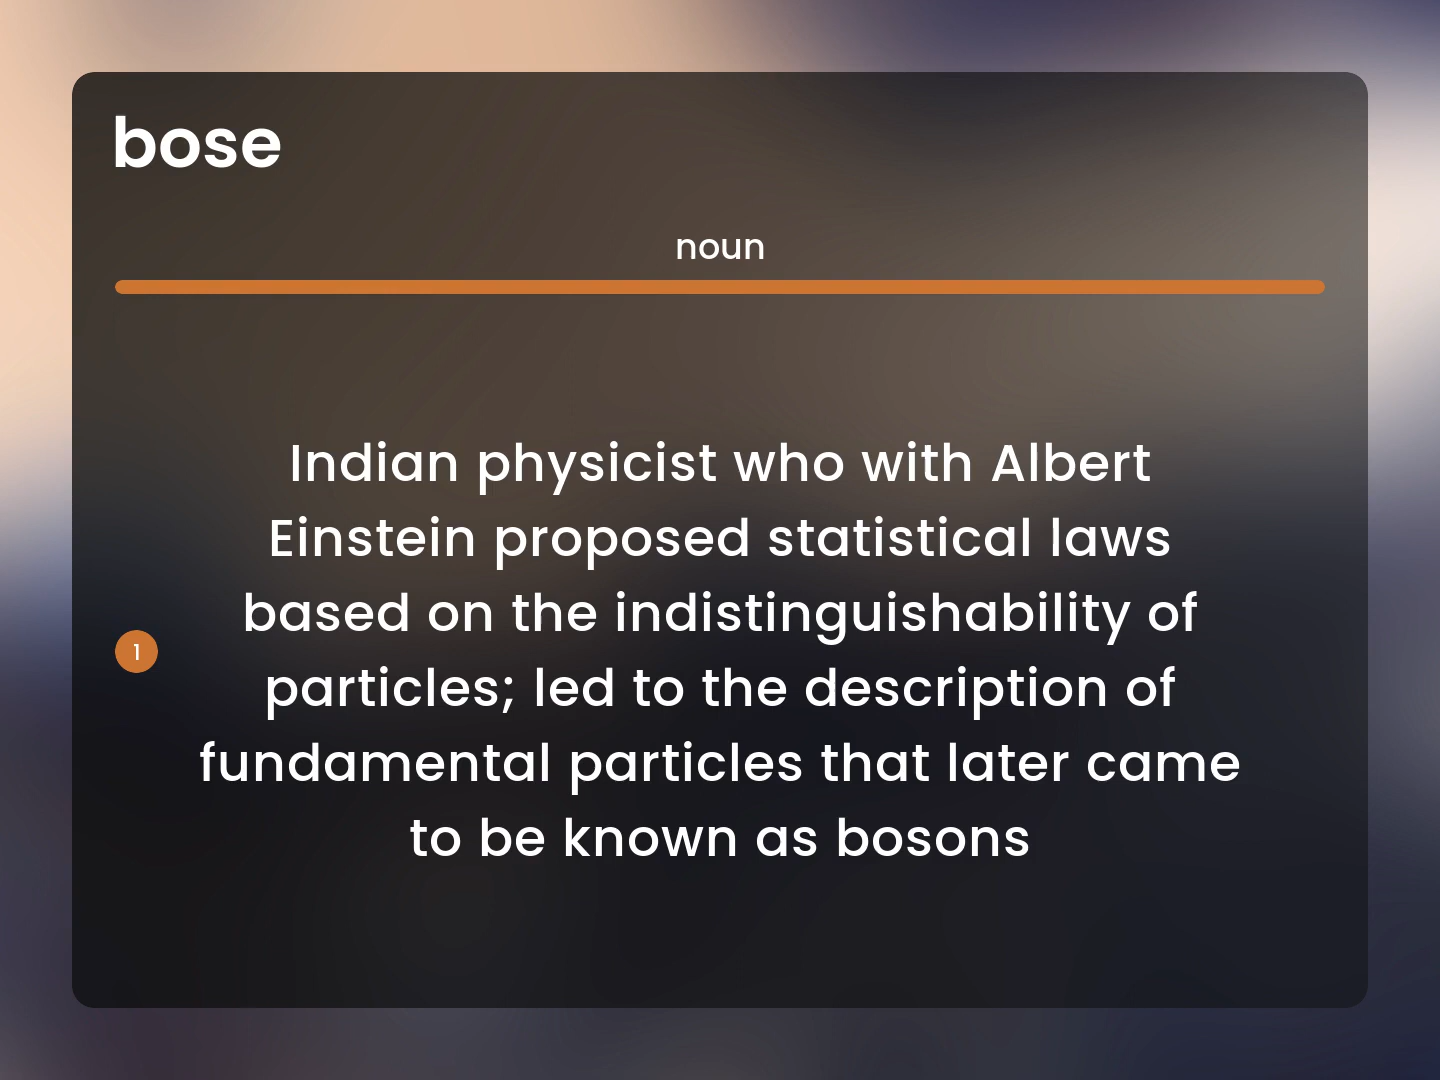 bose
noun
Indian physicist who with Albert
Einstein proposed statistical laws
based on the indistinguishability of
1
particles; led to the description of
fundamental particles that later came
to be known as bosons